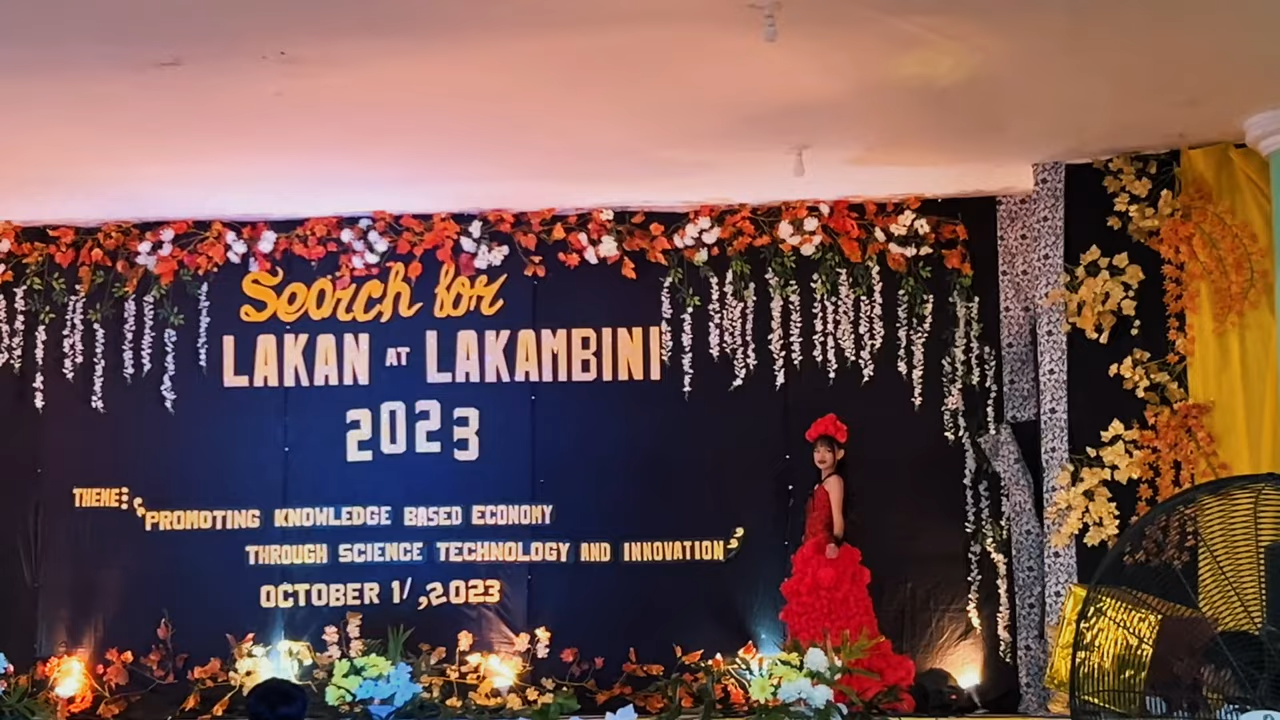 Search for
LAKAN AT LAKAMBINI
2023
THEME: "PROMOTING KNOWLEDGE BASED ECONOMY
THROUGH SCIENCE TECHNOLOGY AND INNOVATION"
OCTOBER 1/,2023